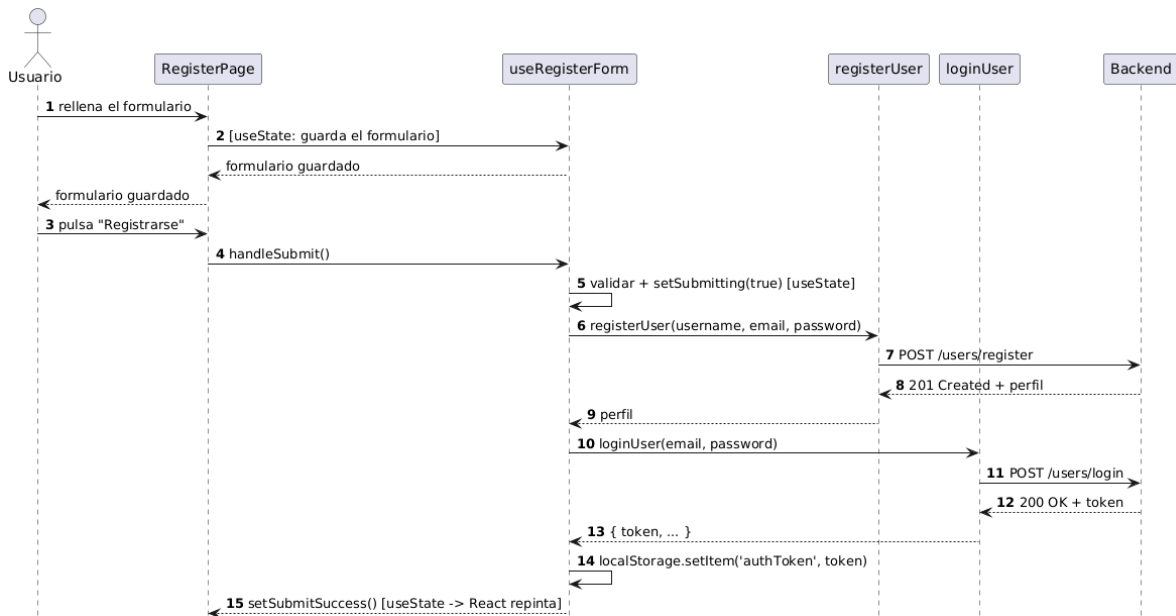 Usuario
RegisterPage
useRegisterForm
registerUser
loginUser
Backend
1 rellena el formulario
2 [useState: guarda el formulario]
formulario guardado
formulario guardado
3 pulsa "Registrarse"
4 handleSubmit()
5 validar + setSubmitting(true) [useState]
6 registerUser(username, email, password)
7 POST /users/register
8 201 Created + perfil
9 perfil
10 loginUser(email, password)
11 POST /users/login
12 200 OK + token
13 { token, ... }
14 localStorage.setItem('authToken', token)
15 setSubmitSuccess() [useState -> React repinta]